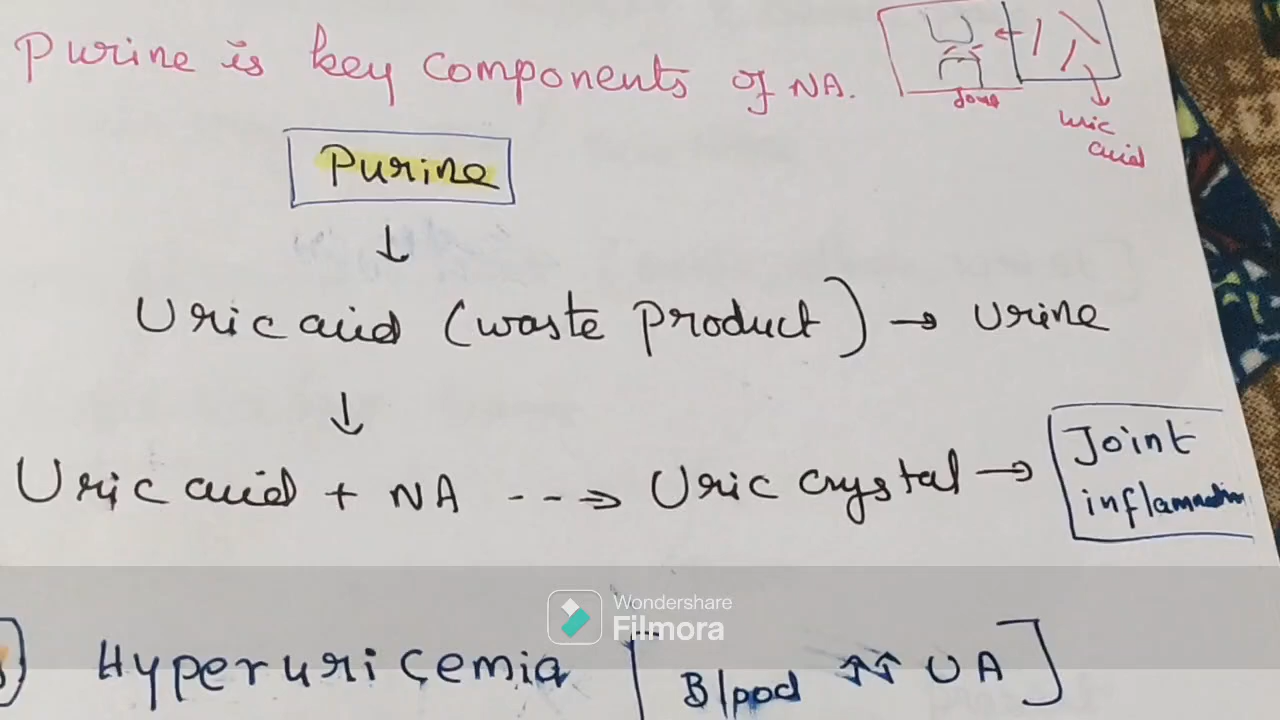 Purine is key components of NA.
Joint
Uric
acid
Purine
↓
Uric acid (waste product) → Urine
↓
Uric acid + NA --⇒ Uric crystal → Joint
inflammation
Wondershare
Filmora
Hyperuricemia [Blood ⇈ UA]